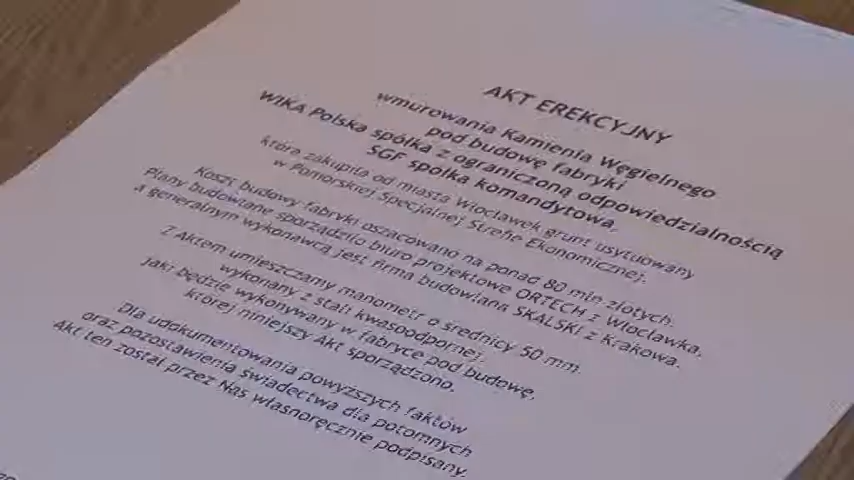 AKT EREKCYJNY
wmurowania Kamienia Węgielnego
pod budowę fabryki
WIKA Polska spółka z ograniczoną odpowiedzialnością
SGF spółka komandytowa,
która zakupiła od miasta Włocławek grunt usytuowany
w Pomorskiej Specjalnej Strefie Ekonomicznej.
Koszt budowy fabryki oszacowano na ponad 80 mln złotych.
Plany budowlane sporządziło biuro projektowe ORTECH z Włocławka,
a generalnym wykonawcą jest firma budowlana SKALSKI z Krakowa.
Z Aktem umieszczamy manometr o średnicy 50 mm.
wykonany z stali kwasoodpornej,
jaki będzie wykonywany w fabryce pod budowę,
której niniejszy Akt sporządzono.
Dla udokumentowania powyższych faktów
oraz pozostawienia świadectwa dla potomnych
Akt ten został przez Nas własnoręcznie podpisany.